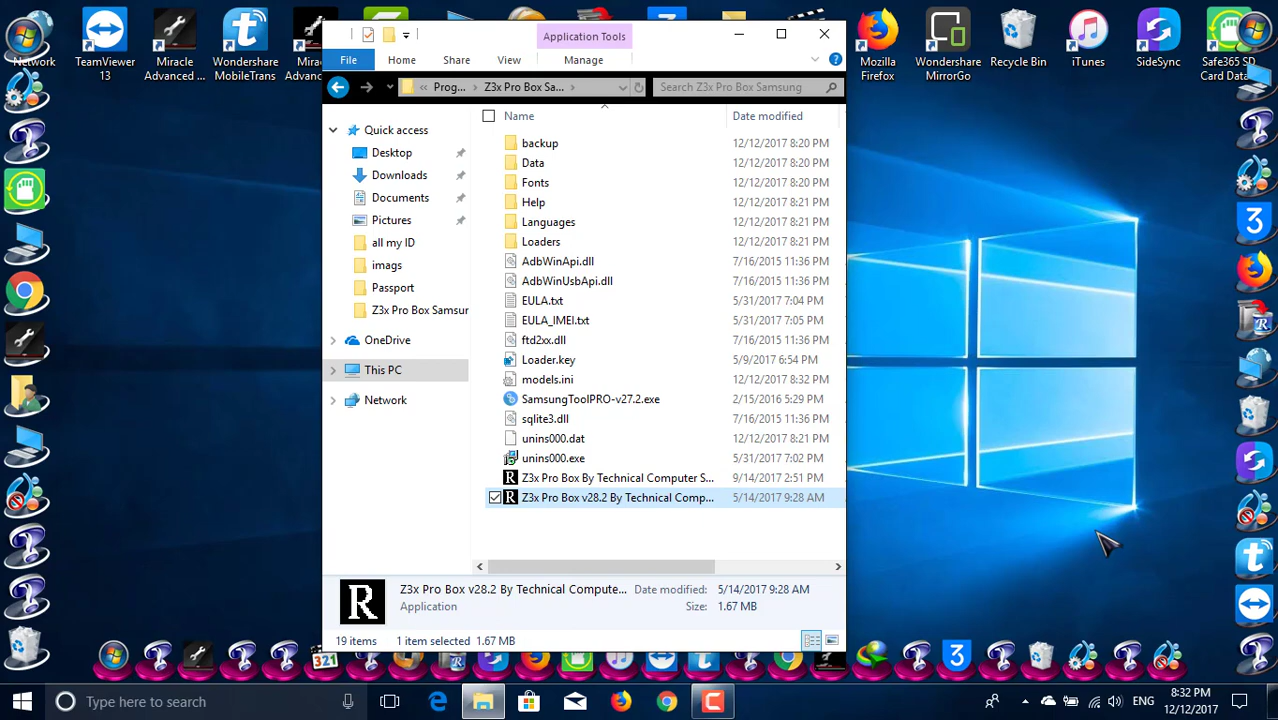 Application Tools
File
Home
Share
View
Manage
Prog...
Z3x Pro Box Sa...
Search Z3x Pro Box Samsung
Name
Date modified
Quick access
Desktop
Downloads
Documents
Pictures
all my ID
imags
Passport
Z3x Pro Box Samsur
OneDrive
This PC
Network
backup 12/12/2017 8:20 PM
Data 12/12/2017 8:20 PM
Fonts 12/12/2017 8:20 PM
Help 12/12/2017 8:21 PM
Languages 12/12/2017 8:21 PM
Loaders 12/12/2017 8:21 PM
AdbWinApi.dll 7/16/2015 11:36 PM
AdbWinUsbApi.dll 7/16/2015 11:36 PM
EULA.txt 5/31/2017 7:04 PM
EULA_IMEI.txt 5/31/2017 7:05 PM
ftd2xx.dll 7/16/2015 11:36 PM
Loader.key 5/9/2017 6:54 PM
models.ini 12/12/2017 8:32 PM
SamsungToolPRO-v27.2.exe 2/15/2016 5:29 PM
sqlite3.dll 7/16/2015 11:36 PM
unins000.dat 12/12/2017 8:21 PM
unins000.exe 5/31/2017 7:02 PM
Z3x Pro Box By Technical Computer S... 9/14/2017 2:51 PM
Z3x Pro Box v28.2 By Technical Comp... 5/14/2017 9:28 AM
R
Z3x Pro Box v28.2 By Technical Compute...
Date modified: 5/14/2017 9:28 AM
Application
Size: 1.67 MB
19 items
1 item selected 1.67 MB
Network
TeamViewer
13
Miracle
Advanced ...
Wondershare
MobileTrans
Miracle
Advanc
Mozilla
Firefox
Wondershare
MirrorGo
Recycle Bin
iTunes
SideSync
Safe365 SD
Card Data
321
3
3
Type here to search
ENG
8:32 PM
12/12/2017